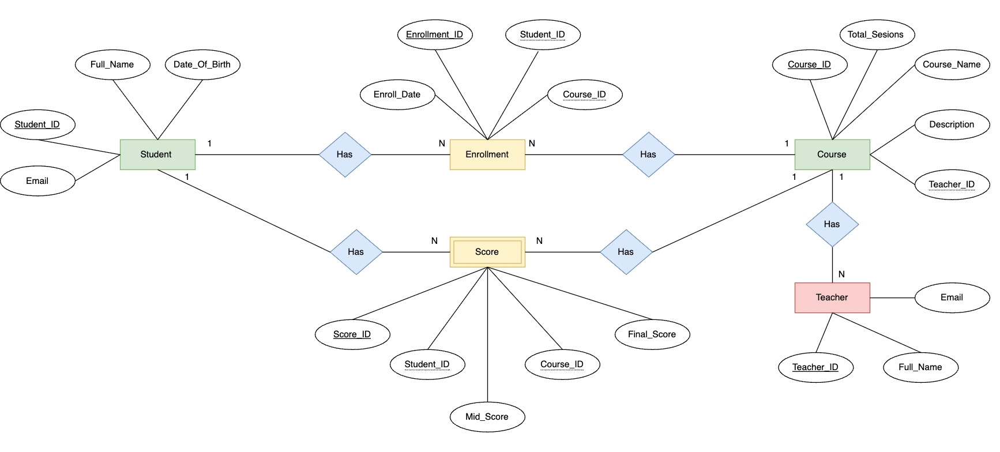 Enrollment_ID
Student_ID
Total_Sesions
Full_Name
Date_Of_Birth
Course_ID
Course_Name
Enroll_Date
Course_ID
Student_ID
Description
1
N
N
1
Student
Has
Enrollment
Has
Course
Email
1
1
1
Teacher_ID
Has
N
N
Has
Score
Has
N
Teacher
Email
Score_ID
Final_Score
Student_ID
Course_ID
Teacher_ID
Full_Name
Mid_Score